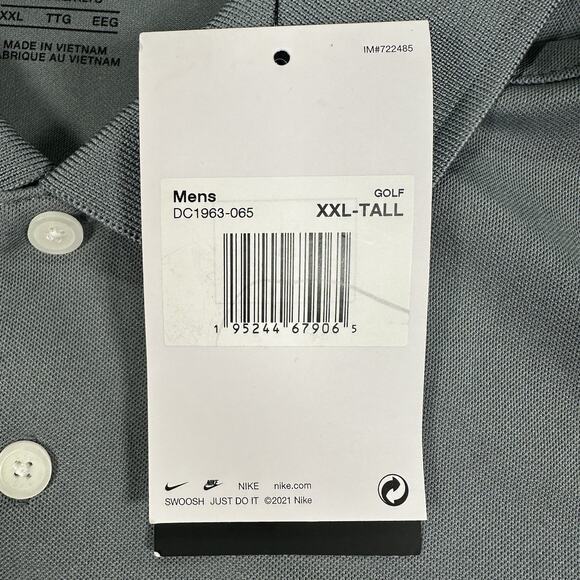 XXL TTG EEG
MADE IN VIETNAM
FABRIQUE AU VIETNAM
IM#722485
Mens GOLF
DC1963-065 XXL-TALL
1 95244 67906 5
NIKE nike.com
SWOOSH JUST DO IT ©2021 Nike